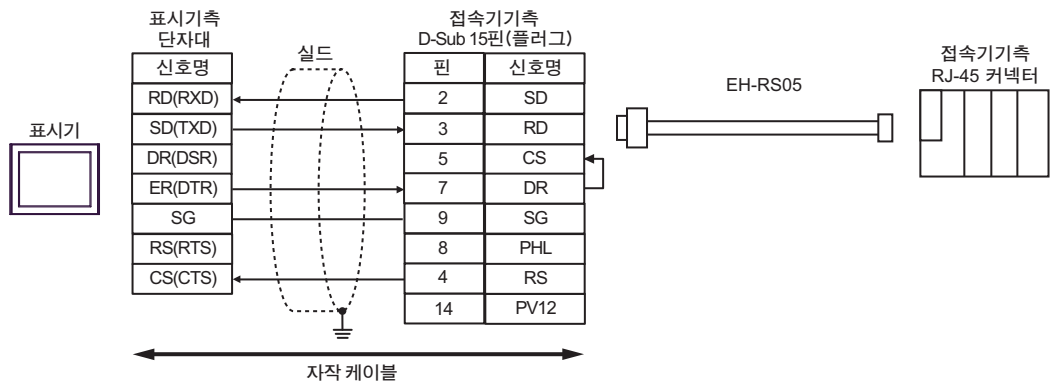 표시기
표시기측
단자대
신호명
RD(RXD)
SD(TXD)
DR(DSR)
ER(DTR)
SG
RS(RTS)
CS(CTS)
실드
접속기기측
D-Sub 15핀(플러그)
핀 신호명
2 SD
3 RD
5 CS
7 DR
9 SG
8 PHL
4 RS
14 PV12
자작 케이블
EH-RS05
접속기기측
RJ-45 커넥터